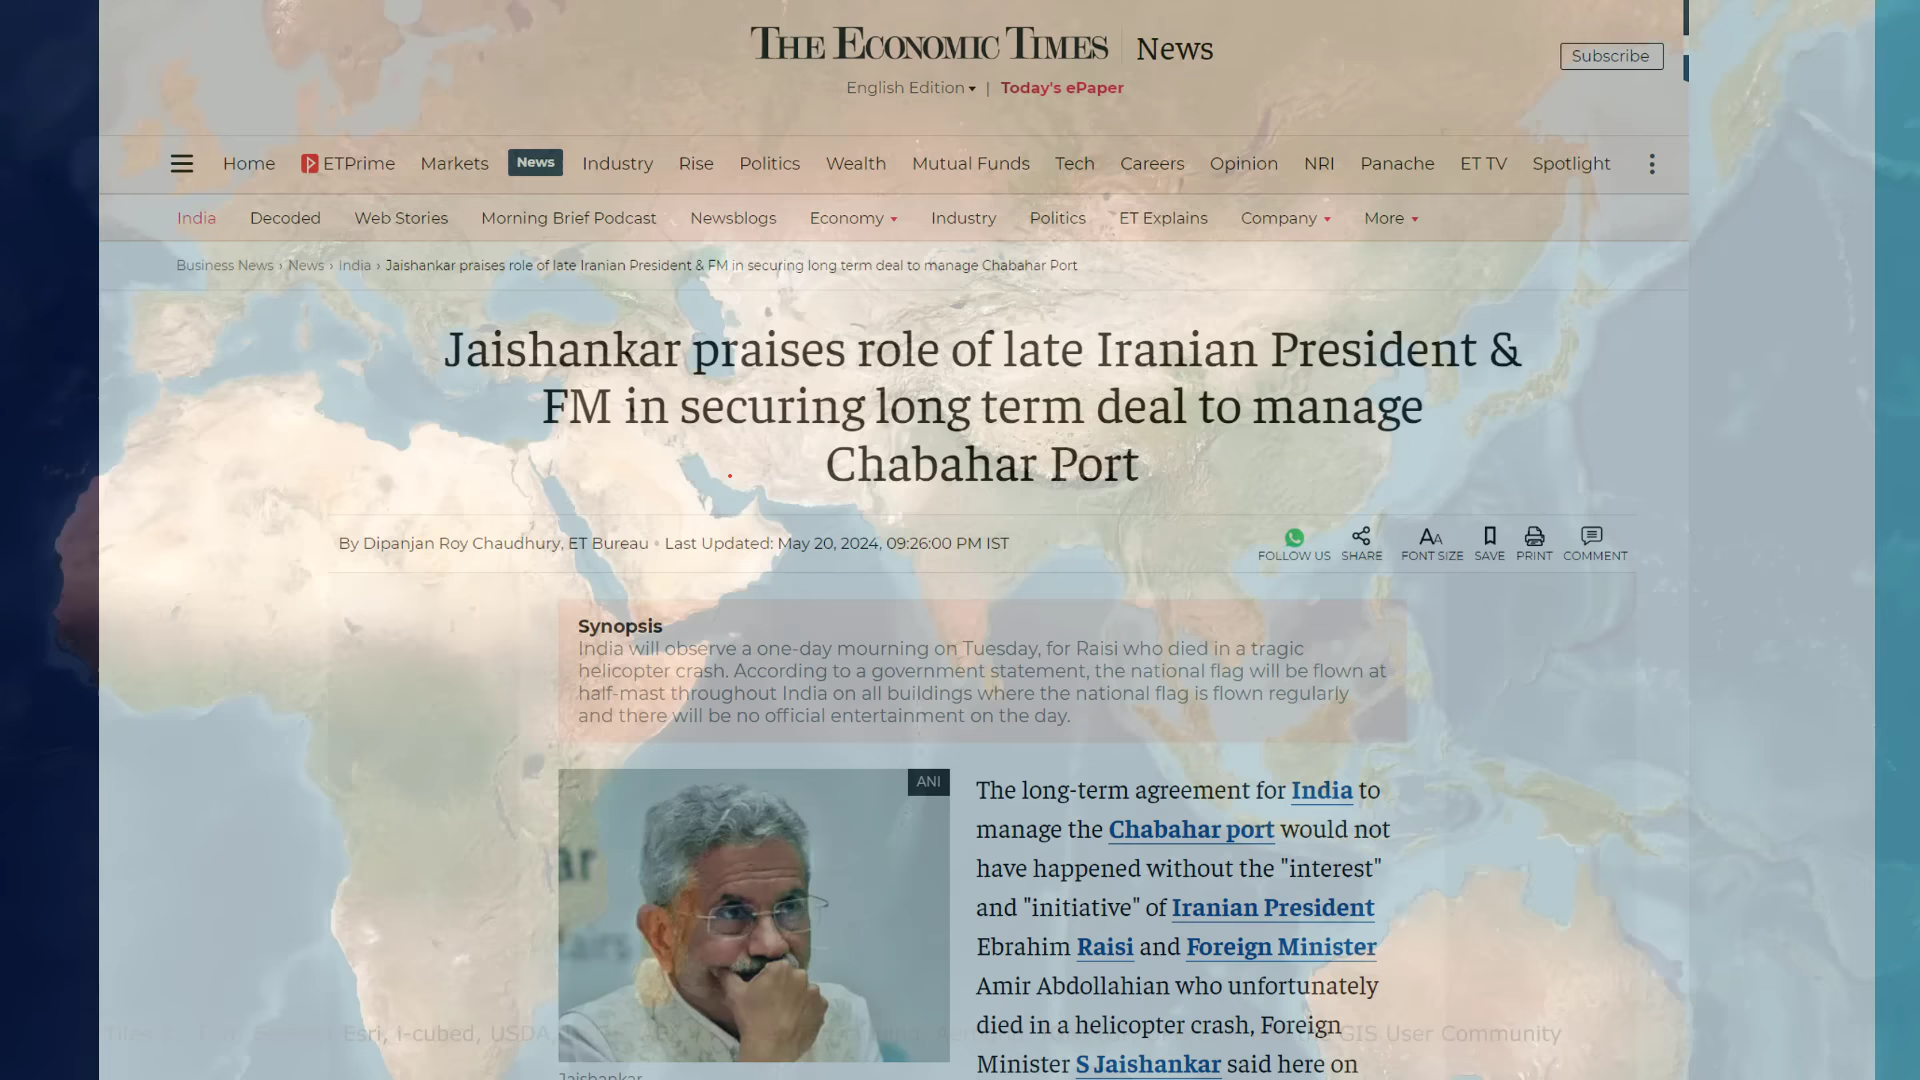 THE ECONOMIC TIMES News
Subscribe
English Edition | Today's ePaper
Home ETPrime Markets News Industry Rise Politics Wealth Mutual Funds Tech Careers Opinion NRI Panache ET TV Spotlight
India Decoded Web Stories Morning Brief Podcast Newsblogs Economy Industry Politics ET Explains Company More
Business News › News › India › Jaishankar praises role of late Iranian President & FM in securing long term deal to manage Chabahar Port
Jaishankar praises role of late Iranian President &
FM in securing long term deal to manage
Chabahar Port
By Dipanjan Roy Chaudhury, ET Bureau • Last Updated: May 20, 2024, 09:26:00 PM IST
FOLLOW US SHARE FONT SIZE SAVE PRINT COMMENT
Synopsis
India will observe a one-day mourning on Tuesday, for Raisi who died in a tragic
helicopter crash. According to a government statement, the national flag will be flown at
half-mast throughout India on all buildings where the national flag is flown regularly
and there will be no official entertainment on the day.
ANI
The long-term agreement for India to
manage the Chabahar port would not
have happened without the "interest"
and "initiative" of Iranian President
Ebrahim Raisi and Foreign Minister
Amir Abdollahian who unfortunately
died in a helicopter crash, Foreign
Minister S Jaishankar said here on
Jaishankar
Esri, i-cubed, USDA, GIS User Community